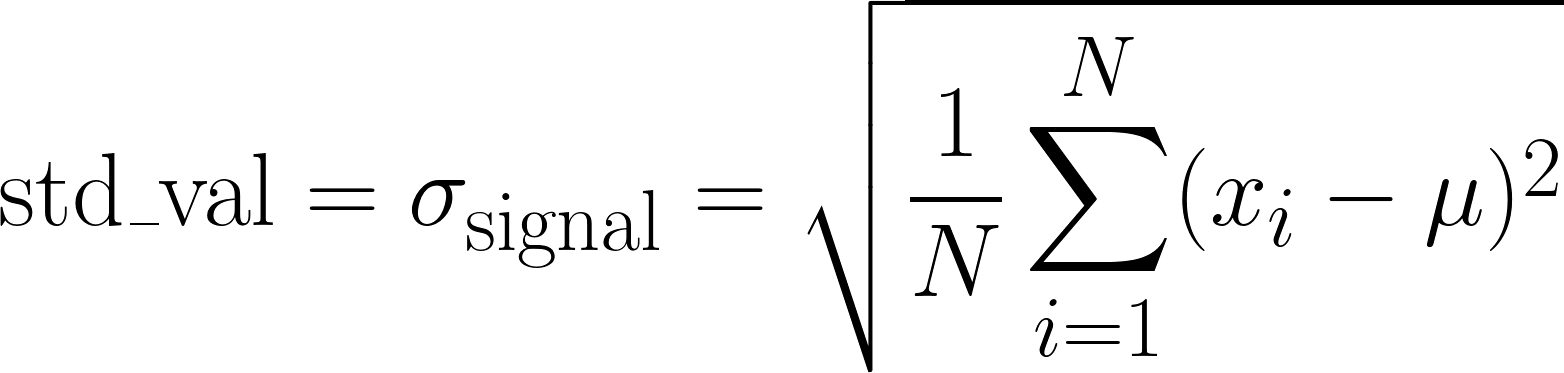 std_val = σ_signal = √(1/N ∑_{i=1}^{N} (x_i − μ)²)